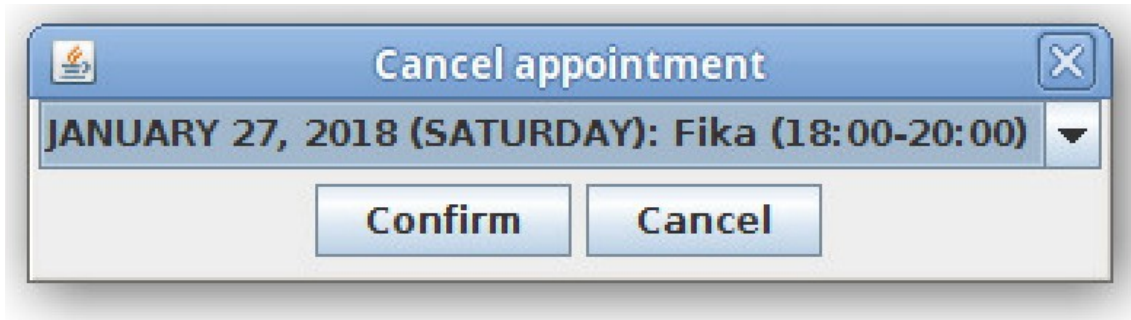 Cancel appointment
JANUARY 27, 2018 (SATURDAY): Fika (18:00-20:00)
Confirm Cancel